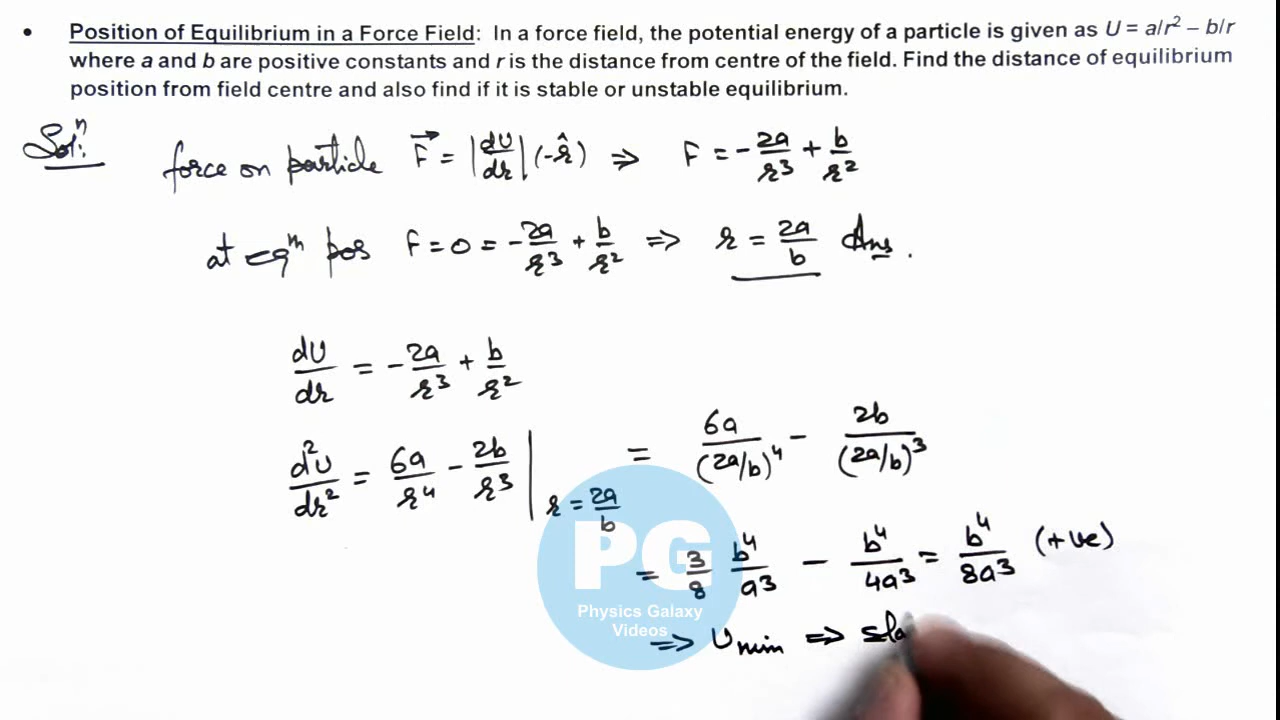 • Position of Equilibrium in a Force Field: In a force field, the potential energy of a particle is given as U = a/r² – b/r
where a and b are positive constants and r is the distance from centre of the field. Find the distance of equilibrium
position from field centre and also find if it is stable or unstable equilibrium.
Solⁿ: force on particle F⃗ = |dU/dr| (-r̂) ⇒ F = -2a/r³ + b/r²
at eqᵐ pos F = 0 = -2a/r³ + b/r² ⇒ r = 2a/b Ans.
dU/dr = -2a/r³ + b/r²
d²U/dr² = 6a/r⁴ - 2b/r³ |r = 2a/b = 6a/(2a/b)⁴ - 2b/(2a/b)³
= 3/8 b⁴/a³ - b⁴/4a³ = b⁴/8a³ (+ve)
⇒ Umin ⇒ sta
PG
Physics Galaxy
Videos